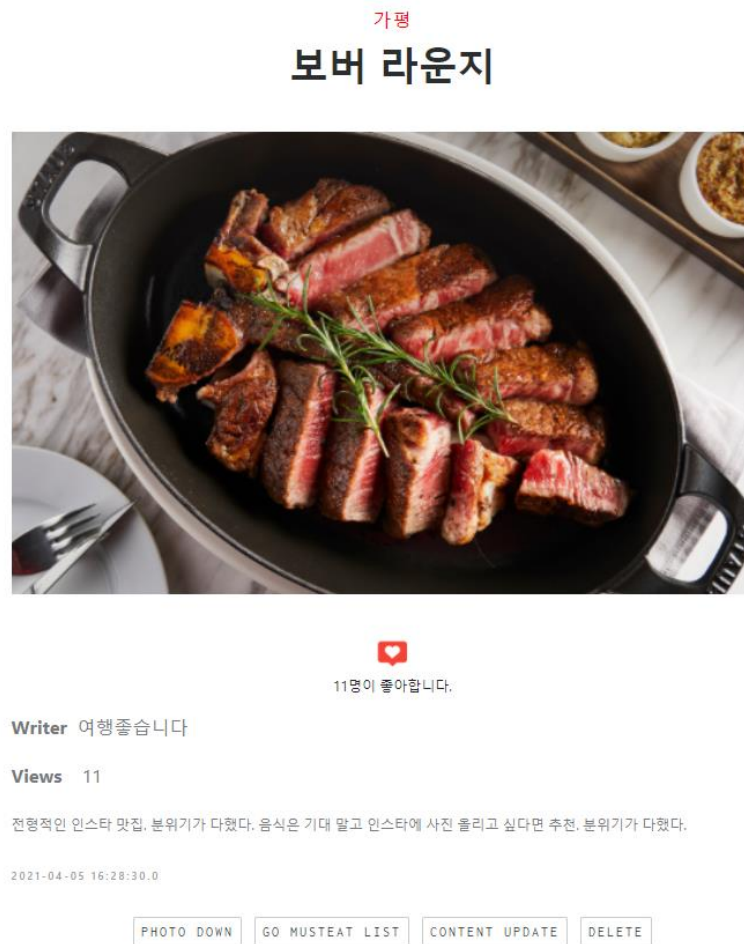 가평
보버 라운지
11명이 좋아합니다.
Writer 여행좋습니다
Views 11
전형적인 인스타 맛집. 분위기가 다했다. 음식은 기대 말고 인스타에 사진 올리고 싶다면 추천. 분위기가 다했다.
2021-04-05 16:28:30.0
PHOTO DOWN GO MUSTEAT LIST CONTENT UPDATE DELETE